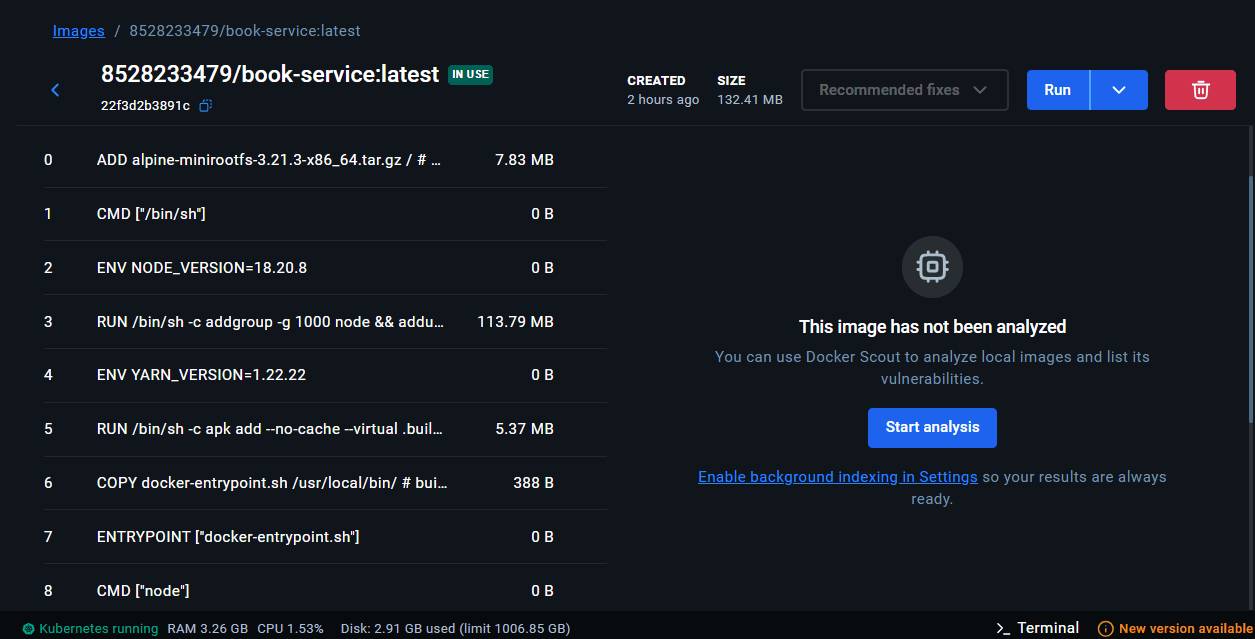 Images / 8528233479/book-service:latest
8528233479/book-service:latest IN USE
22f3d2b3891c
CREATED
2 hours ago
SIZE
132.41 MB
Recommended fixes
Run
0 ADD alpine-minirootfs-3.21.3-x86_64.tar.gz / # … 7.83 MB
1 CMD ["/bin/sh"] 0 B
2 ENV NODE_VERSION=18.20.8 0 B
3 RUN /bin/sh -c addgroup -g 1000 node && addu… 113.79 MB
4 ENV YARN_VERSION=1.22.22 0 B
5 RUN /bin/sh -c apk add --no-cache --virtual .buil… 5.37 MB
6 COPY docker-entrypoint.sh /usr/local/bin/ # bui… 388 B
7 ENTRYPOINT ["docker-entrypoint.sh"] 0 B
8 CMD ["node"] 0 B
This image has not been analyzed
You can use Docker Scout to analyze local images and list its
vulnerabilities.
Start analysis
Enable background indexing in Settings so your results are always
ready.
Kubernetes running RAM 3.26 GB CPU 1.53% Disk: 2.91 GB used (limit 1006.85 GB)
>_ Terminal
New version available